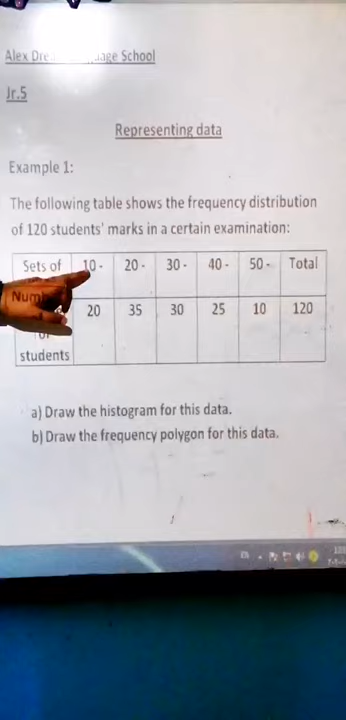 Alex age School
Jr.5
Representing data
Example 1:
The following table shows the frequency distribution
of 120 students' marks in a certain examination:
Sets of 10 - 20 - 30 - 40 - 50 - Total
20 35 30 25 10 120
students
a) Draw the histogram for this data.
b) Draw the frequency polygon for this data.